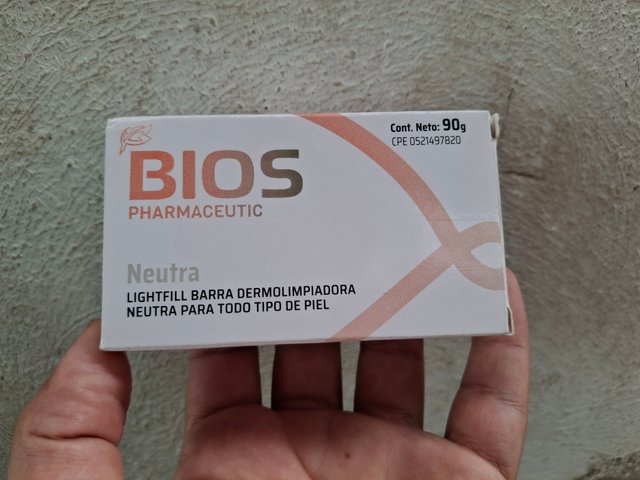 BIOS
PHARMACEUTIC
Cont. Neto: 90g
CPE 0521497820
Neutra
LIGHTFILL BARRA DERMOLIMPIADORA
NEUTRA PARA TODO TIPO DE PIEL